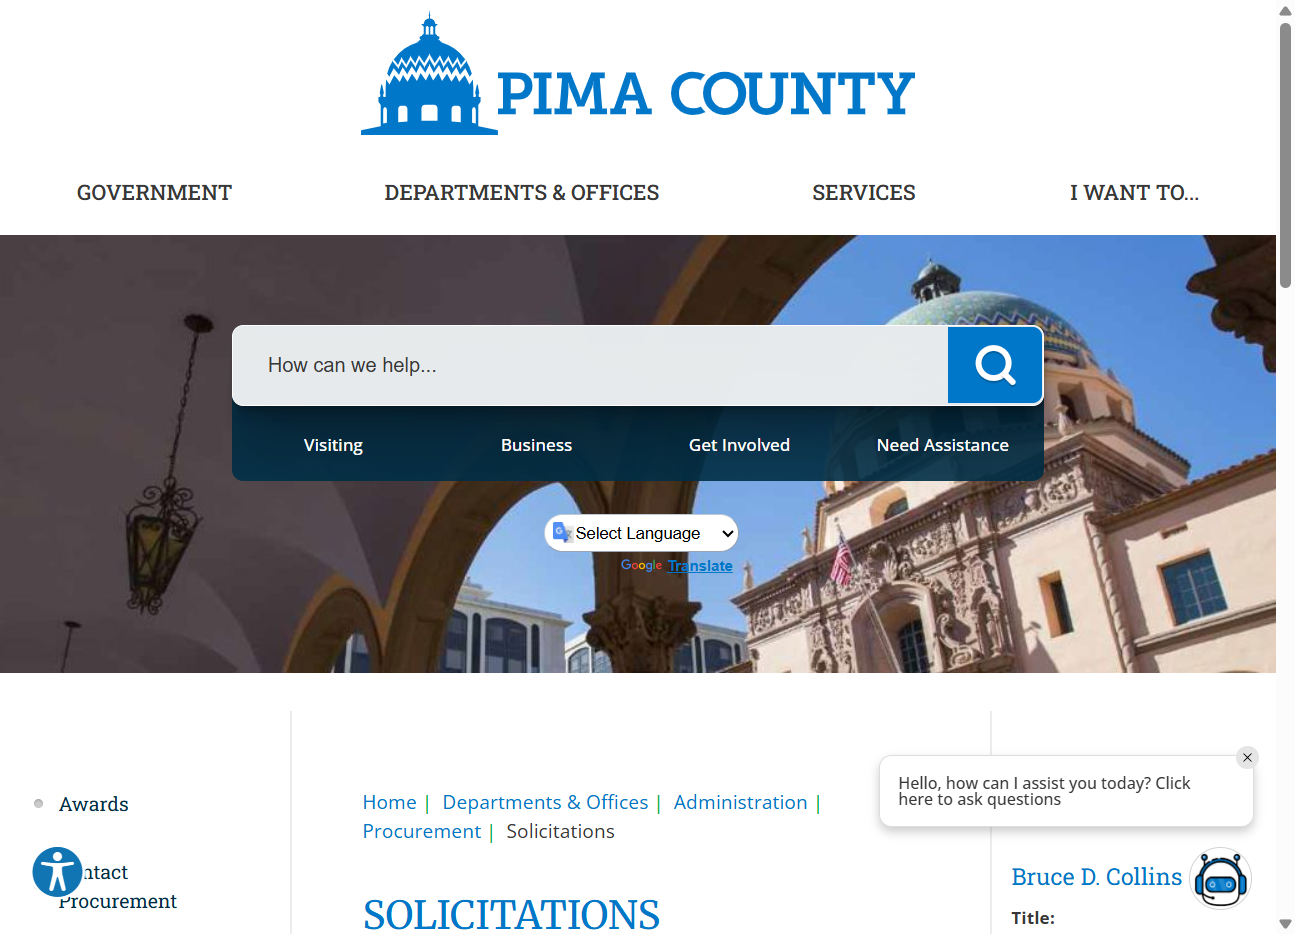 PIMA COUNTY
GOVERNMENT
DEPARTMENTS & OFFICES
SERVICES
I WANT TO...
How can we help...
Visiting
Business
Get Involved
Need Assistance
Select Language
Google Translate
Awards
Procurement
Home | Departments & Offices | Administration |
Procurement | Solicitations
SOLICITATIONS
Hello, how can I assist you today? Click
here to ask questions
Bruce D. Collins
Title: